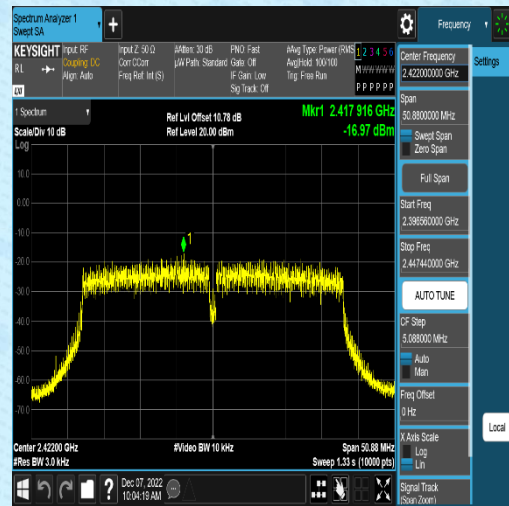 Spectrum Analyzer 1
Swept SA
Frequency
KEYSIGHT
RL
Input: RF
Coupling: DC
Align: Auto
Input Z: 50 Ω
Corr CCorr
Freq Ref: Int (S)
#Atten: 30 dB
µW Path: Standard
PNO: Fast
Gate: Off
IF Gain: Low
Sig Track: Off
#Avg Type: Power (RMS
Avg|Hold: 100/100
Trig: Free Run
1 2 3 4 5 6
M W W W W W
P P P P P P
1 Spectrum
Scale/Div 10 dB
Ref Lvl Offset 10.78 dB
Ref Level 20.00 dBm
Mkr1 2.417 916 GHz
-16.97 dBm
Log
10.0
0.00
-10.0
-20.0
-30.0
-40.0
-50.0
-60.0
-70.0
1
Center 2.42200 GHz
#Res BW 3.0 kHz
#Video BW 10 kHz
Span 50.88 MHz
Sweep 1.33 s (10000 pts)
Dec 07, 2022
10:04:19 AM
Center Frequency
2.422000000 GHz
Settings
Span
50.8800000 MHz
Swept Span
Zero Span
Full Span
Start Freq
2.396560000 GHz
Stop Freq
2.447440000 GHz
AUTO TUNE
CF Step
5.088000 MHz
Auto
Man
Freq Offset
0 Hz
X Axis Scale
Log
Lin
Local
Signal Track
(Span Zoom)